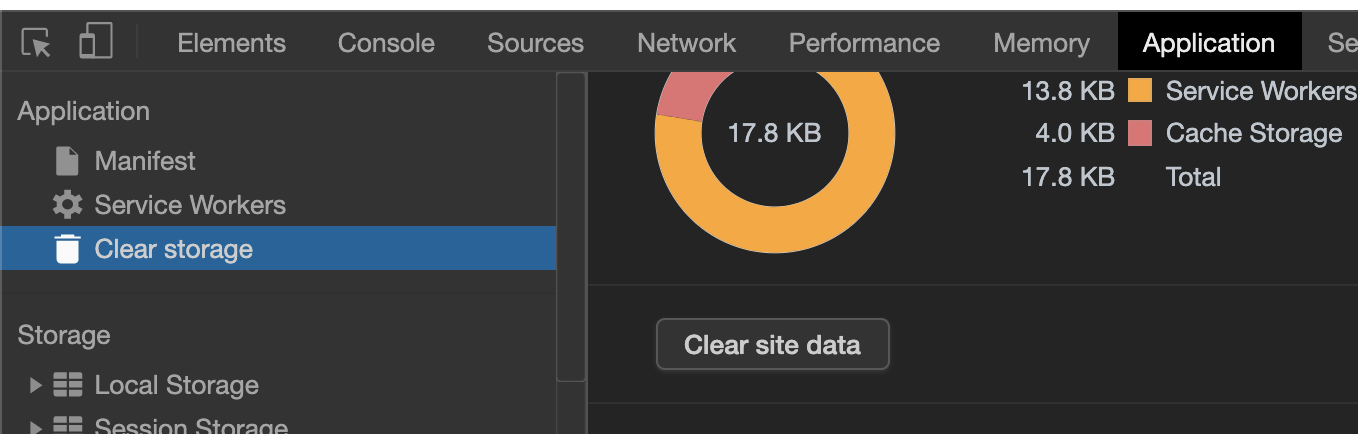 Elements Console Sources Network Performance Memory Application Se
Application
Manifest
Service Workers
Clear storage
Storage
Local Storage
Session Storage
17.8 KB
13.8 KB Service Workers
4.0 KB Cache Storage
17.8 KB Total
Clear site data